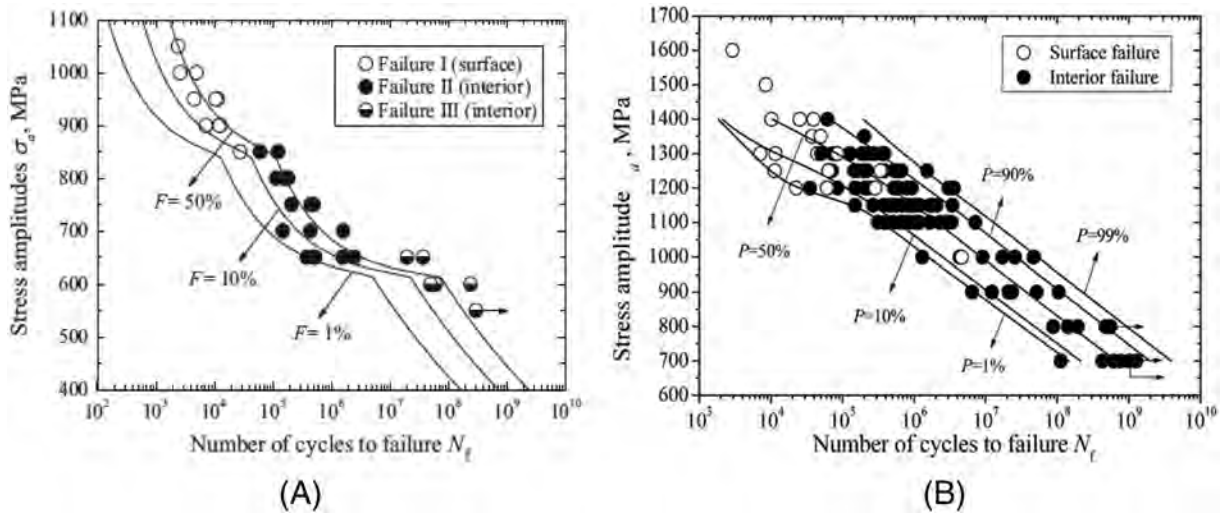 1100
1000
900
800
700
600
500
400
Stress amplitudes σa, MPa
Failure I (surface)
Failure II (interior)
Failure III (interior)
F= 50%
F= 10%
F= 1%
10² 10³ 10⁴ 10⁵ 10⁶ 10⁷ 10⁸ 10⁹ 10¹⁰
Number of cycles to failure Nf
(A)
1700
1600
1500
1400
1300
1200
1100
1000
900
800
700
600
Stress amplitude a, MPa
Surface failure
Interior failure
P=90%
P=99%
P=50%
P=10%
P=1%
10³ 10⁴ 10⁵ 10⁶ 10⁷ 10⁸ 10⁹ 10¹⁰
Number of cycles to failure Nf
(B)